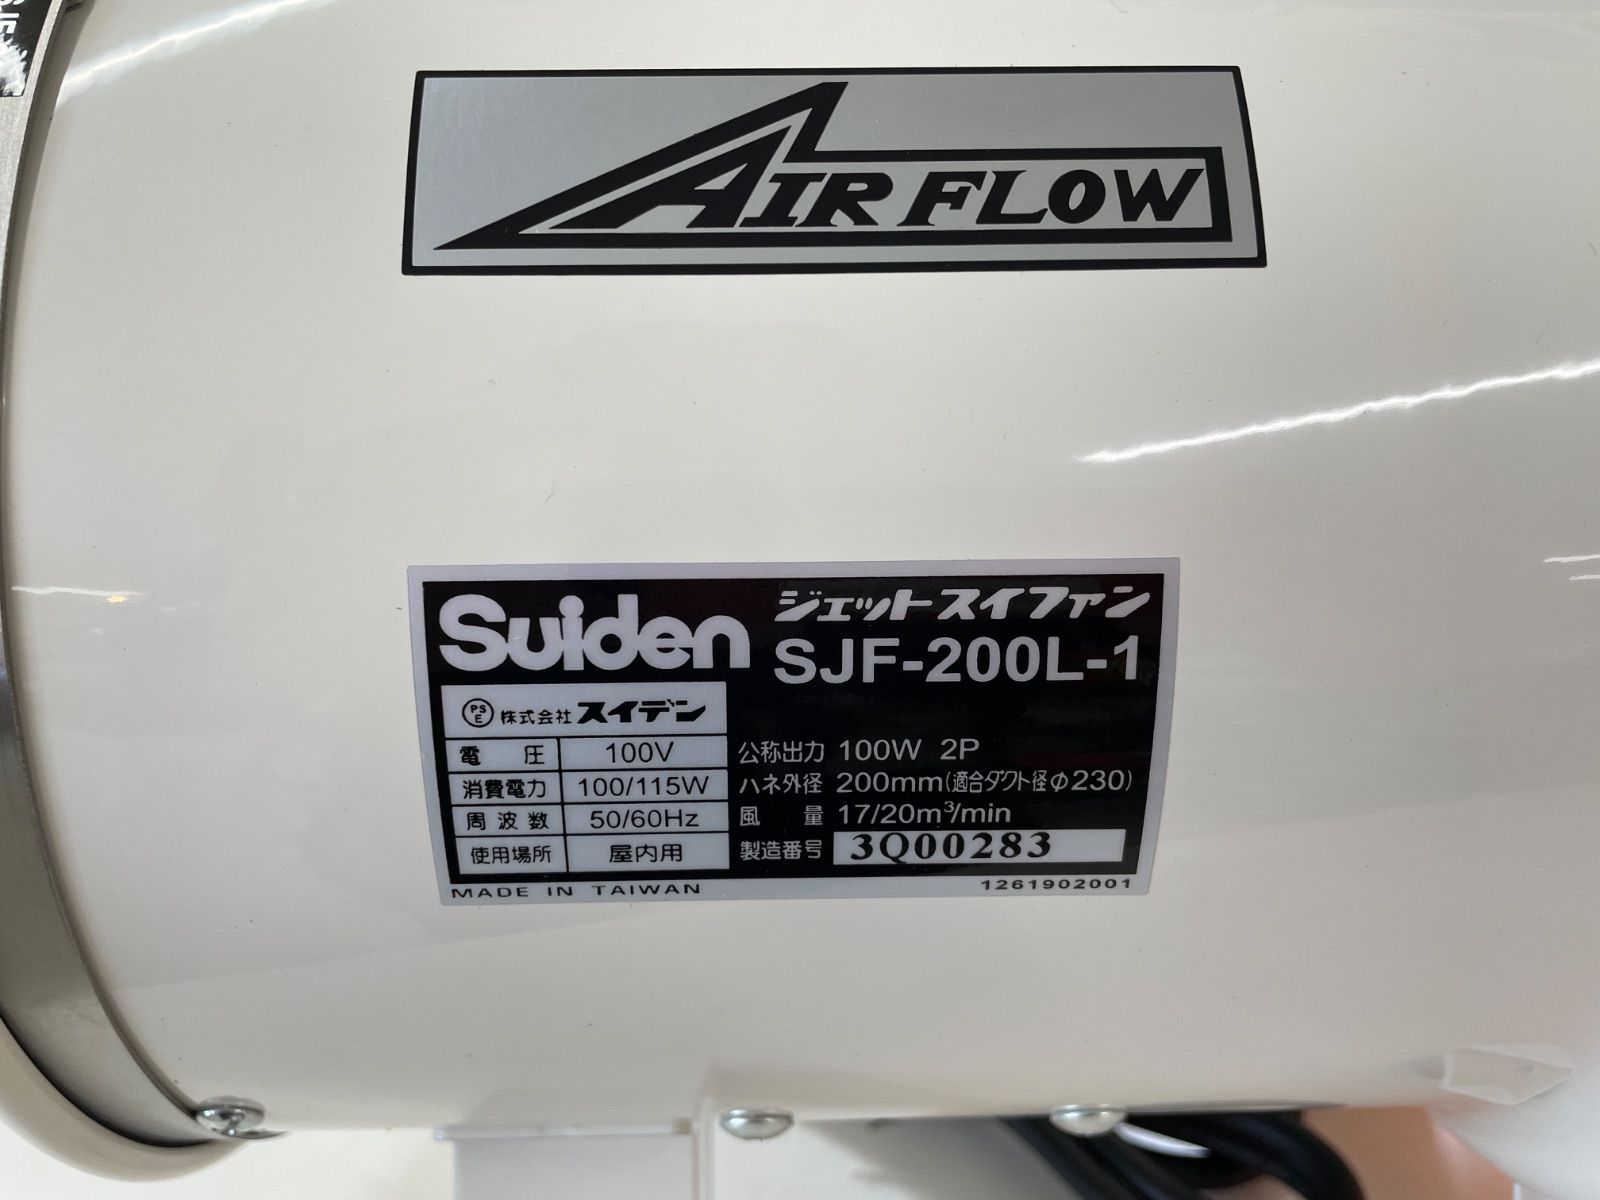 AIR FLOW
Suiden
ジェットスイファン
SJF-200L-1
PSE 株式会社スイデン
電圧 100V
消費電力 100/115W
周波数 50/60Hz
使用場所 屋内用
公称出力 100W 2P
ハネ外径 200mm(適合ダクト径φ230)
風量 17/20m³/min
製造番号 3Q00283
MADE IN TAIWAN
1261902001